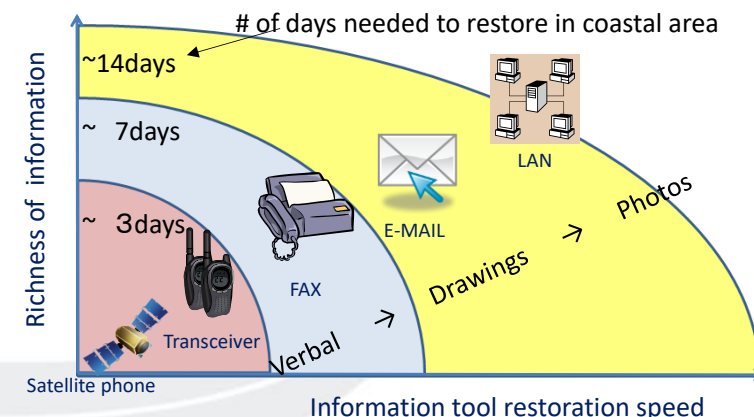 # of days needed to restore in coastal area
~14days
~ 7days
~ 3days
Richness of information
LAN
Photos
→
E-MAIL
Drawings
→
FAX
Verbal
Transceiver
Satellite phone
Information tool restoration speed